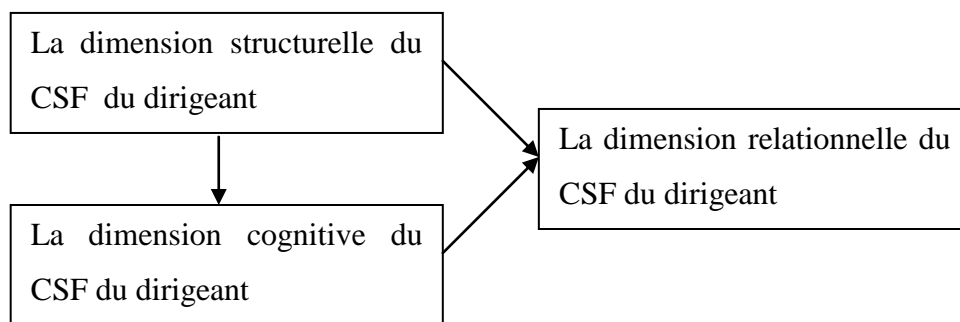 La dimension structurelle du
CSF du dirigeant
La dimension relationnelle du
CSF du dirigeant
La dimension cognitive du
CSF du dirigeant